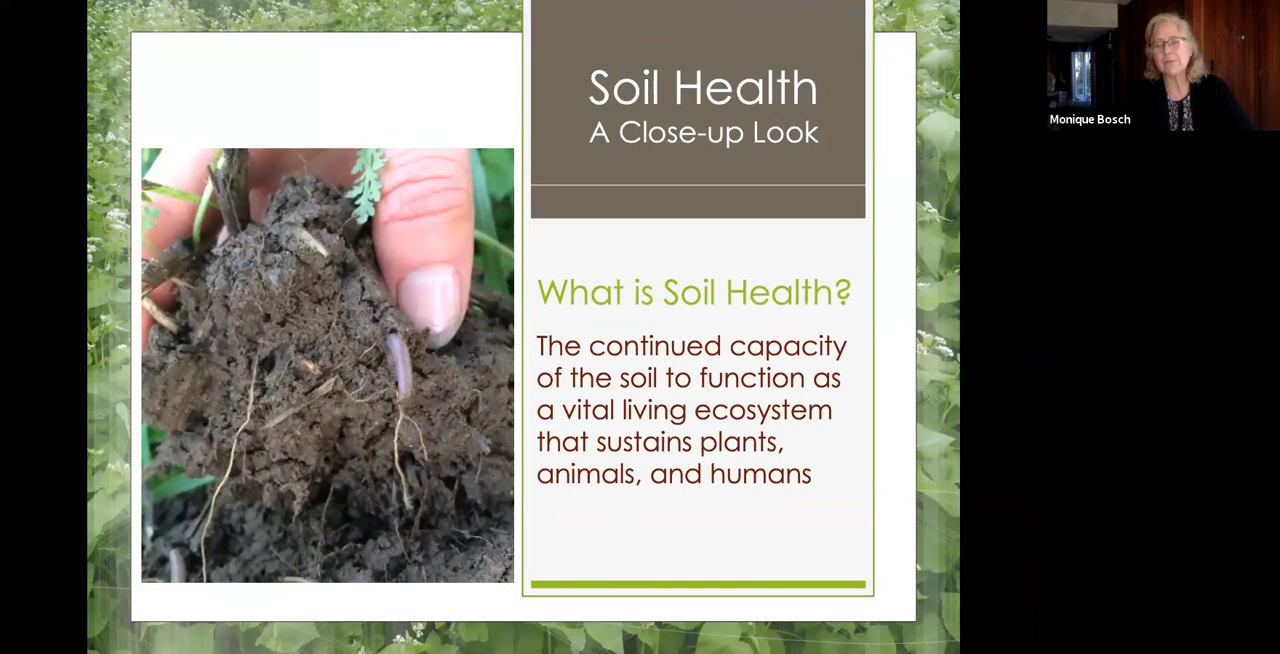 Soil Health
A Close-up Look
What is Soil Health?
The continued capacity
of the soil to function as
a vital living ecosystem
that sustains plants,
animals, and humans
Monique Bosch